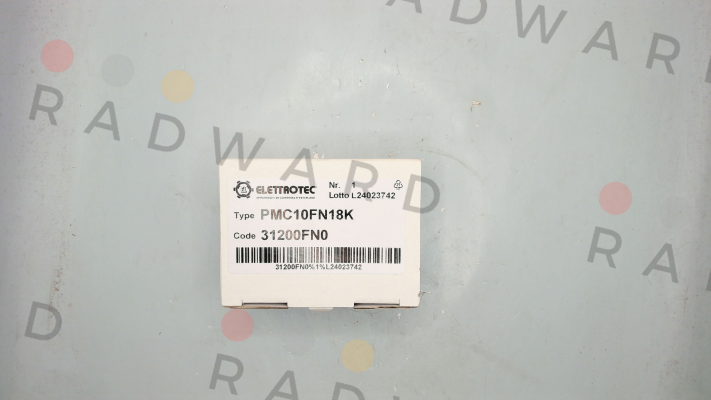 RADWARD
RADWARD
RADWARD
RAD
D
ELETTROTEC
Nr. 1
Lotto L24023742
Type PMC10FN18K
Code 31200FN0
31200FN0%1%L24023742